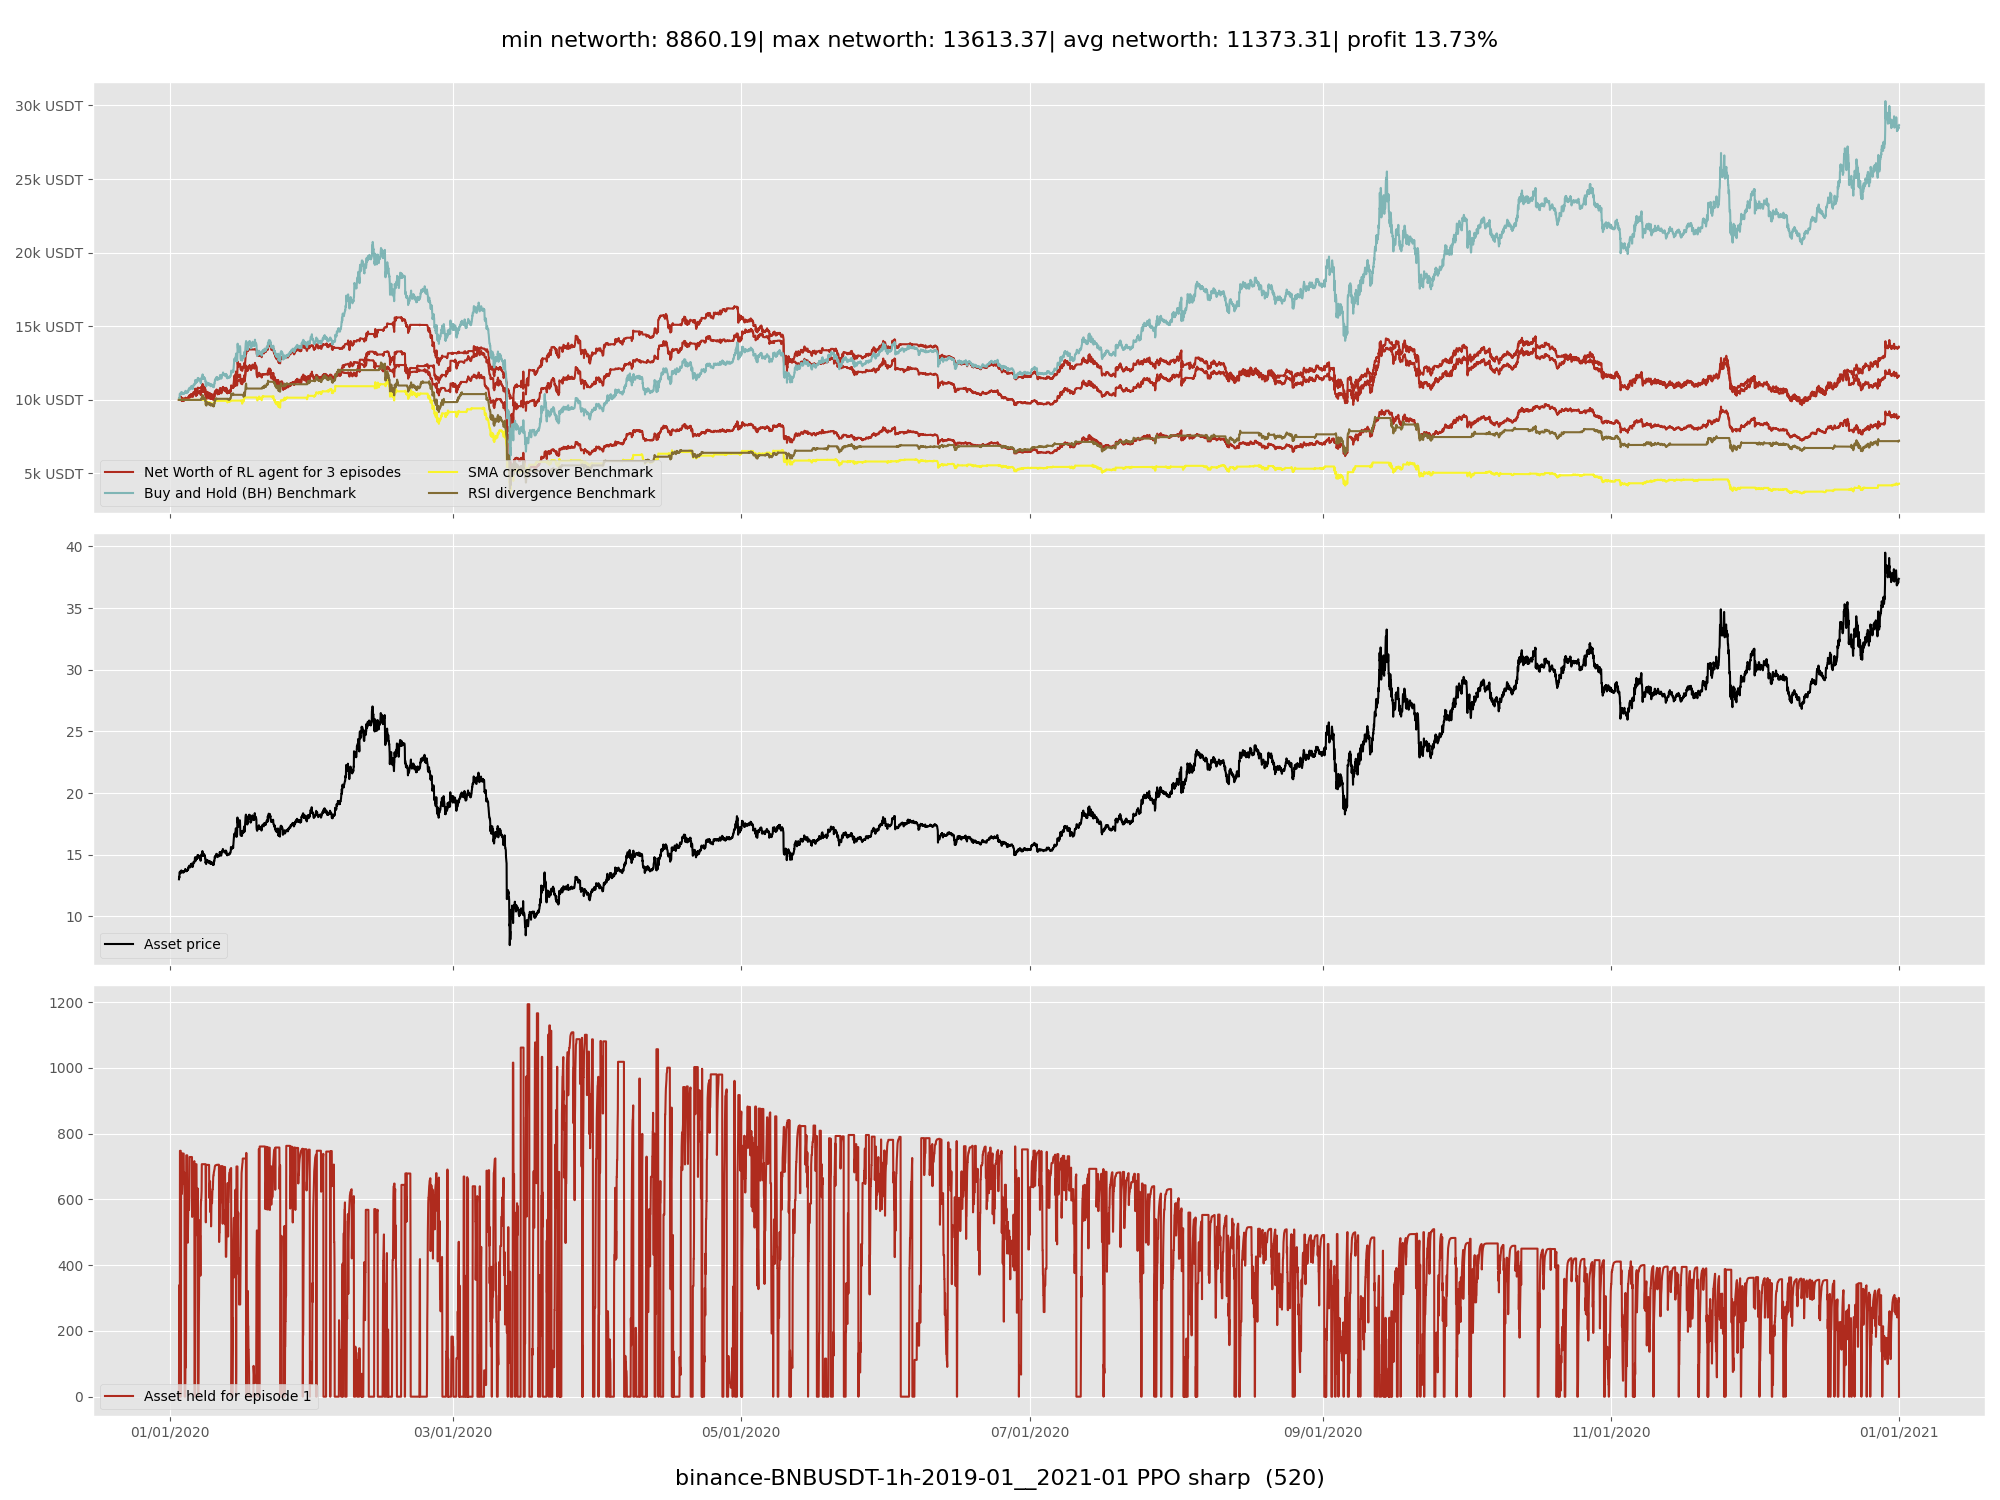 min networth: 8860.19| max networth: 13613.37| avg networth: 11373.31| profit 13.73%
30k USDT
25k USDT
20k USDT
15k USDT
10k USDT
5k USDT
Net Worth of RL agent for 3 episodes
Buy and Hold (BH) Benchmark
SMA crossover Benchmark
RSI divergence Benchmark
40
35
30
25
20
15
10
Asset price
1200
1000
800
600
400
200
0
Asset held for episode 1
01/01/2020
03/01/2020
05/01/2020
07/01/2020
09/01/2020
11/01/2020
01/01/2021
binance-BNBUSDT-1h-2019-01__2021-01 PPO sharp  (520)